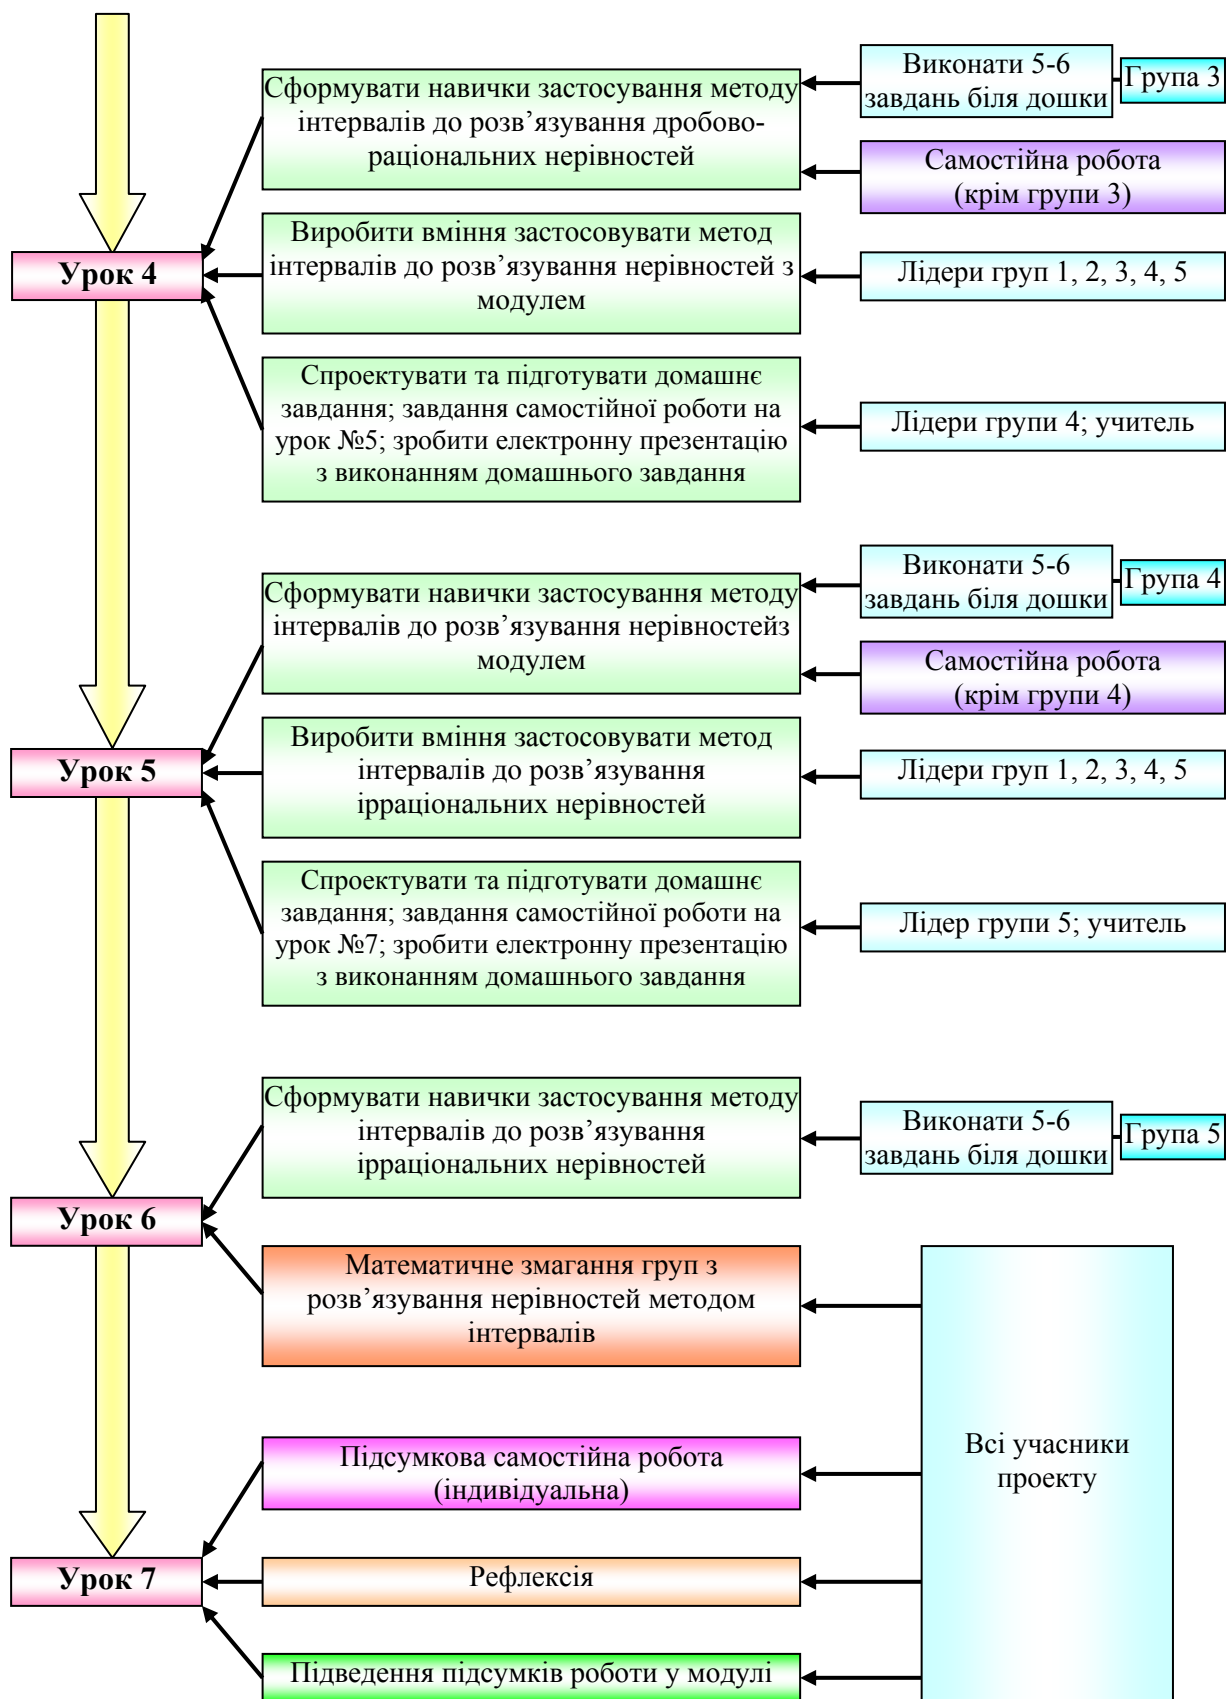 Сформувати навички застосування методу
інтервалів до розв’язування дробово-
раціональних нерівностей
Виконати 5-6
завдань біля дошки
Група 3
Самостійна робота
(крім групи 3)
Урок 4
Виробити вміння застосовувати метод
інтервалів до розв’язування нерівностей з
модулем
Лідери груп 1, 2, 3, 4, 5
Спроектувати та підготувати домашнє
завдання; завдання самостійної роботи на
урок №5; зробити електронну презентацію
з виконанням домашнього завдання
Лідери групи 4; учитель
Сформувати навички застосування методу
інтервалів до розв’язування нерівностейз
модулем
Виконати 5-6
завдань біля дошки
Група 4
Самостійна робота
(крім групи 4)
Урок 5
Виробити вміння застосовувати метод
інтервалів до розв’язування
ірраціональних нерівностей
Лідери груп 1, 2, 3, 4, 5
Спроектувати та підготувати домашнє
завдання; завдання самостійної роботи на
урок №7; зробити електронну презентацію
з виконанням домашнього завдання
Лідер групи 5; учитель
Сформувати навички застосування методу
інтервалів до розв’язування
ірраціональних нерівностей
Виконати 5-6
завдань біля дошки
Група 5
Урок 6
Математичне змагання груп з
розв’язування нерівностей методом
інтервалів
Всі учасники
проекту
Підсумкова самостійна робота
(індивідуальна)
Урок 7
Рефлексія
Підведення підсумків роботи у модулі